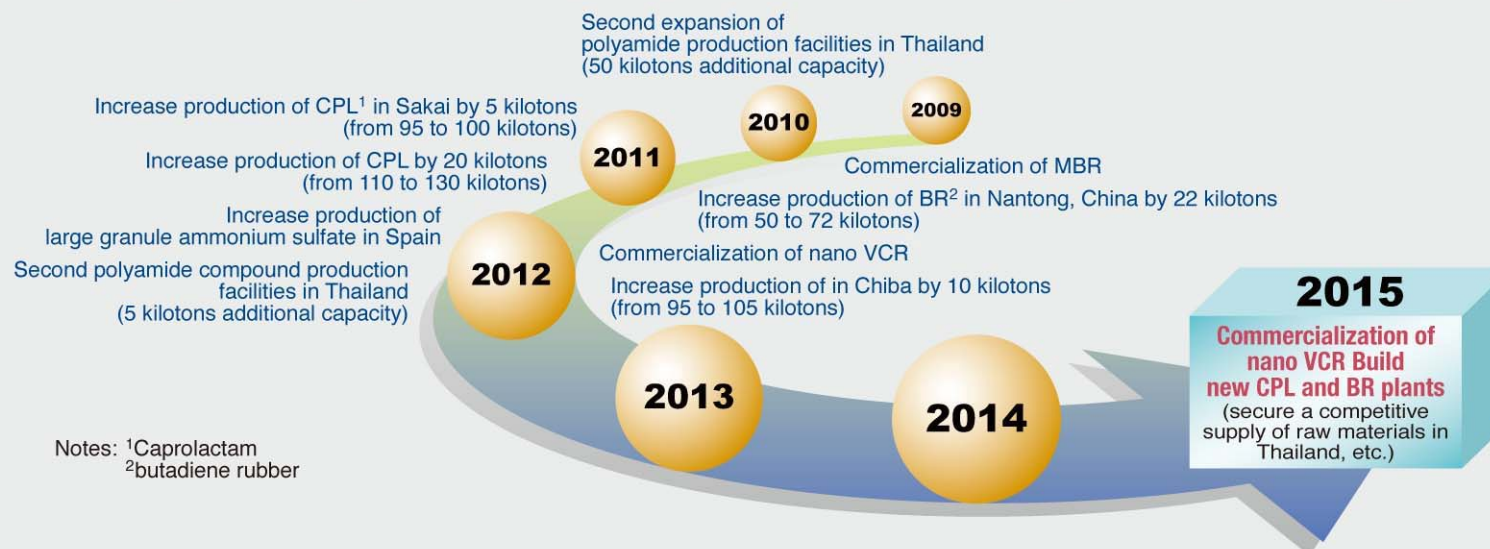 Second expansion of
polyamide production facilities in Thailand
(50 kilotons additional capacity)
2009
2010
Increase production of CPL¹ in Sakai by 5 kilotons
(from 95 to 100 kilotons)
2011
Commercialization of MBR
Increase production of CPL by 20 kilotons
(from 110 to 130 kilotons)
Increase production of BR² in Nantong, China by 22 kilotons
(from 50 to 72 kilotons)
Increase production of
large granule ammonium sulfate in Spain
Commercialization of nano VCR
2012
Second polyamide compound production
facilities in Thailand
(5 kilotons additional capacity)
Increase production of in Chiba by 10 kilotons
(from 95 to 105 kilotons)
2013
2014
2015
Commercialization of
nano VCR Build
new CPL and BR plants
(secure a competitive
supply of raw materials in
Thailand, etc.)
Notes: ¹Caprolactam
²butadiene rubber